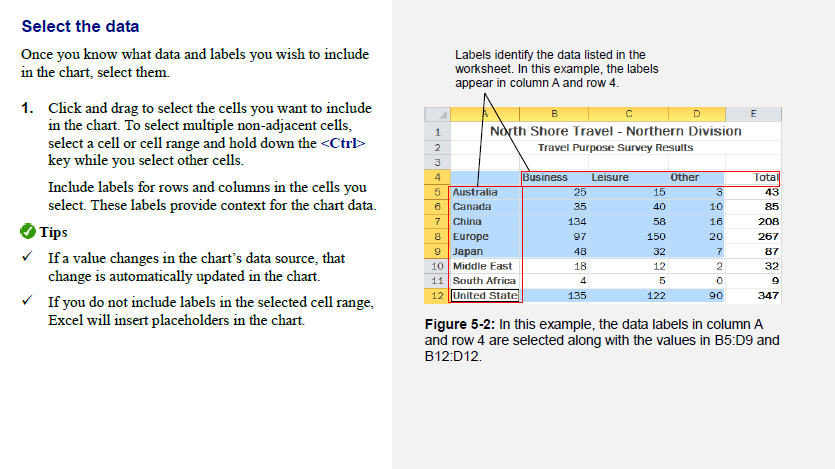 Select the data
Once you know what data and labels you wish to include
in the chart, select them.
1. Click and drag to select the cells you want to include
in the chart. To select multiple non-adjacent cells,
select a cell or cell range and hold down the <Ctrl>
key while you select other cells.
Include labels for rows and columns in the cells you
select. These labels provide context for the chart data.
Tips
✓ If a value changes in the chart’s data source, that
change is automatically updated in the chart.
✓ If you do not include labels in the selected cell range,
Excel will insert placeholders in the chart.
Labels identify the data listed in the
worksheet. In this example, the labels
appear in column A and row 4.
A B C D E
1 North Shore Travel - Northern Division
2 Travel Purpose Survey Results
3
4 Business Leisure Other Total
5 Australia 25 15 3 43
6 Canada 35 40 10 85
7 China 134 58 16 208
8 Europe 97 150 20 267
9 Japan 48 32 7 87
10 Middle East 18 12 2 32
11 South Africa 4 5 0 9
12 United State 135 122 90 347
Figure 5-2: In this example, the data labels in column A
and row 4 are selected along with the values in B5:D9 and
B12:D12.